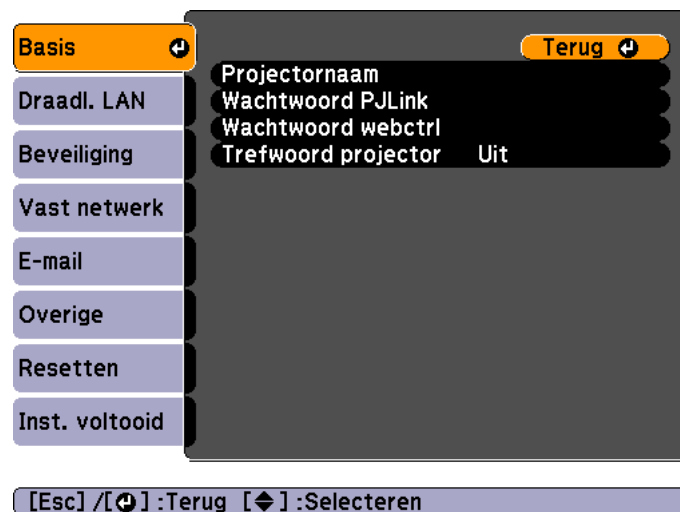 Basis
Terug
Projectornaam
Wachtwoord PJLink
Wachtwoord webctrl
Trefwoord projector Uit
Draadl. LAN
Beveiliging
Vast netwerk
E-mail
Overige
Resetten
Inst. voltooid
[Esc] /[⏎] :Terug [◆] :Selecteren